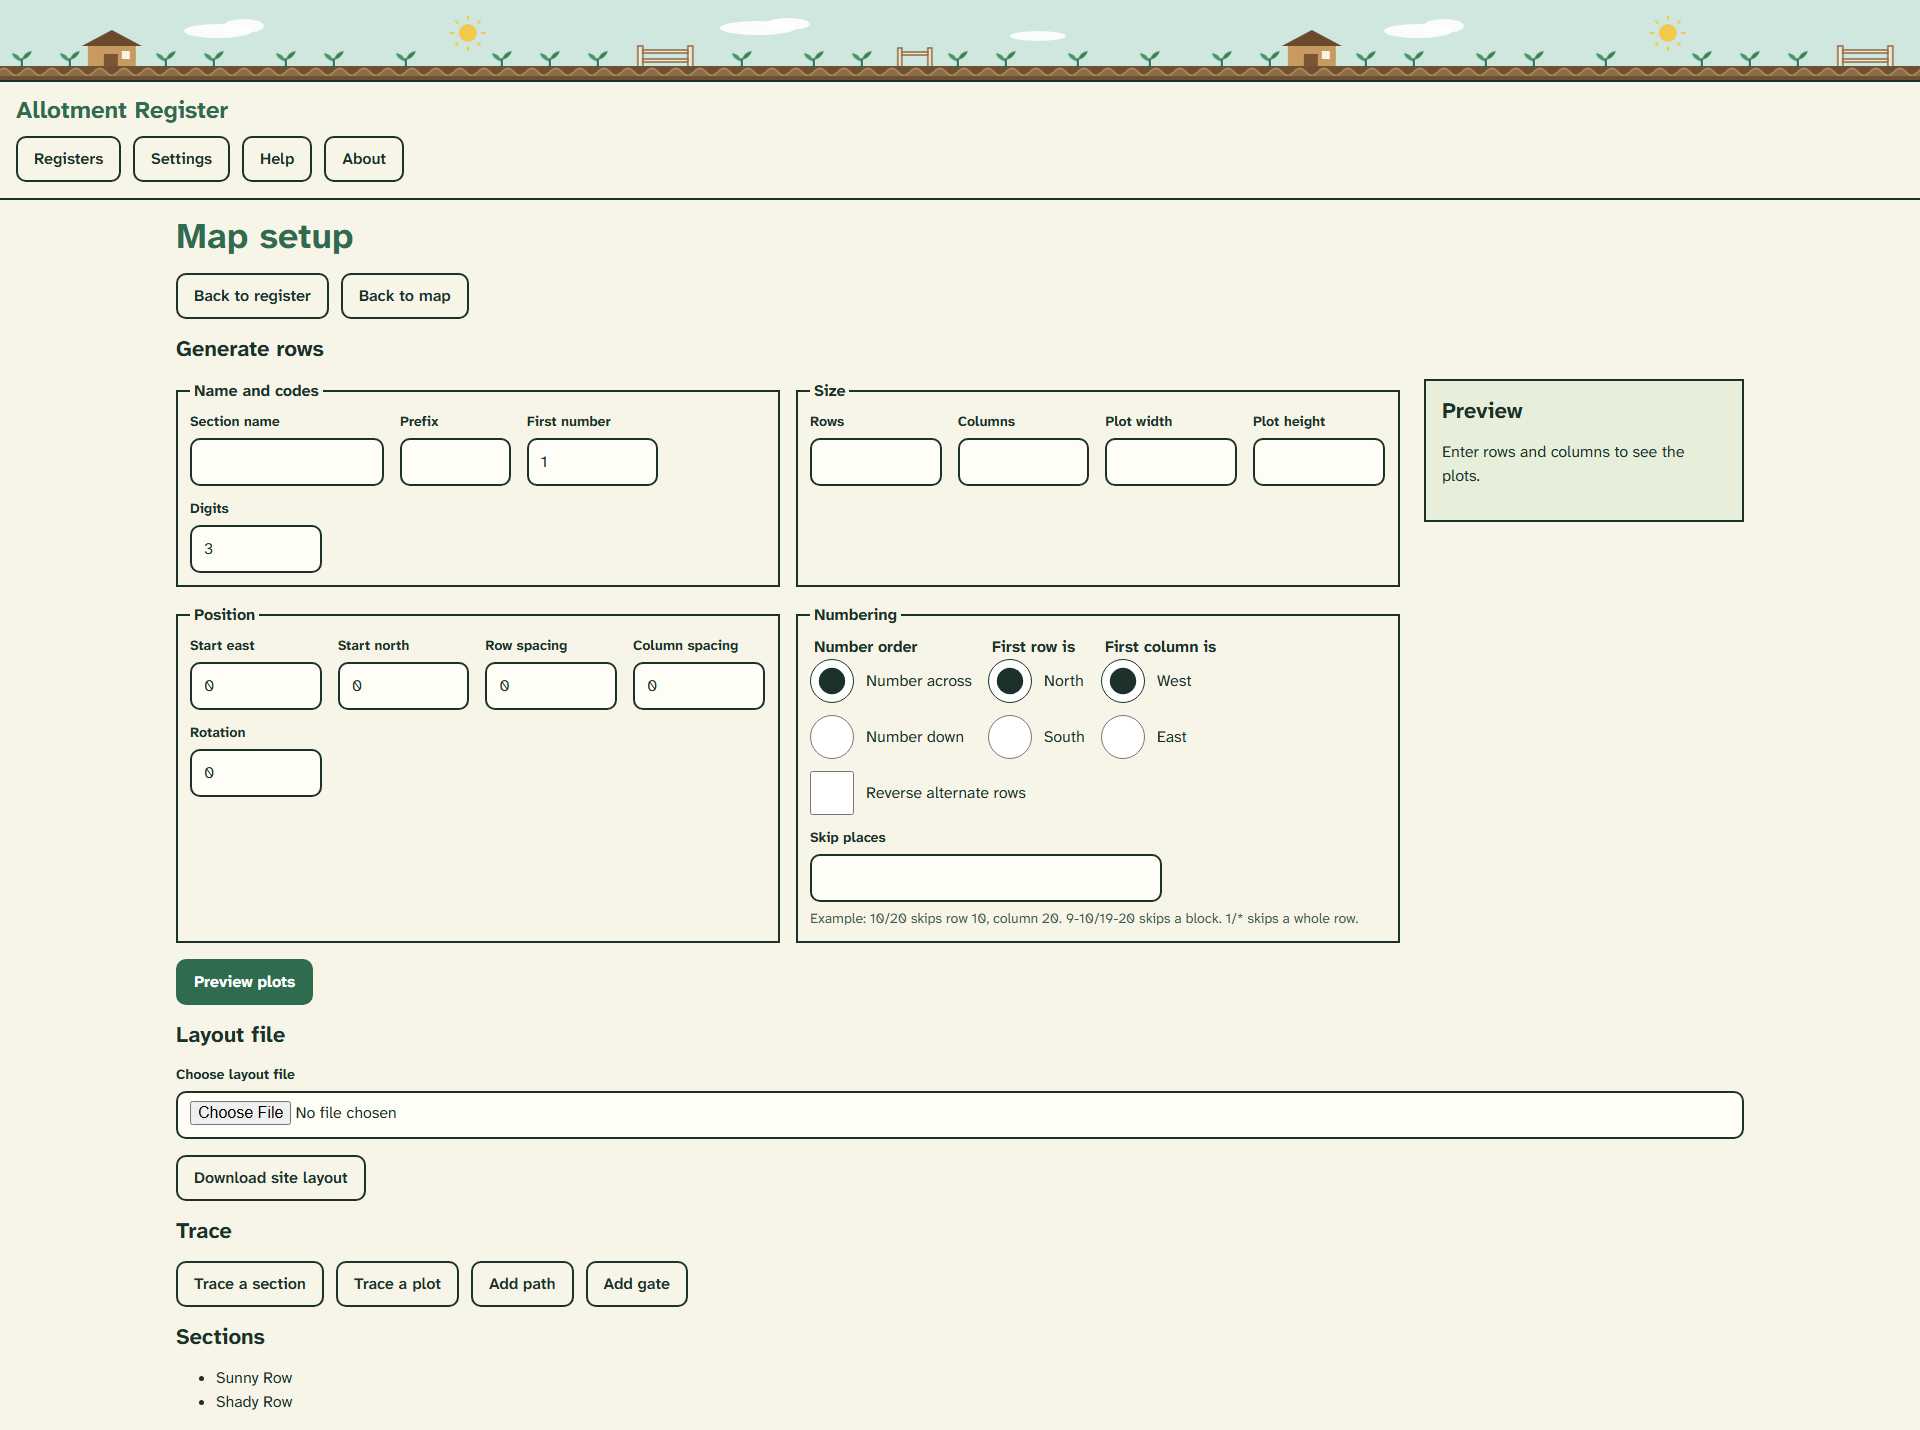 Allotment Register
Registers Settings Help About
Map setup
Back to register Back to map
Generate rows
Name and codes
Section name Prefix First number
1
Digits
3
Size
Rows Columns Plot width Plot height
Preview
Enter rows and columns to see the
plots.
Position
Start east Start north Row spacing Column spacing
0 0 0 0
Rotation
0
Numbering
Number order First row is First column is
Number across North West
Number down South East
Reverse alternate rows
Skip places
Example: 10/20 skips row 10, column 20. 9-10/19-20 skips a block. 1/* skips a whole row.
Preview plots
Layout file
Choose layout file
Choose File No file chosen
Download site layout
Trace
Trace a section Trace a plot Add path Add gate
Sections
Sunny Row
Shady Row